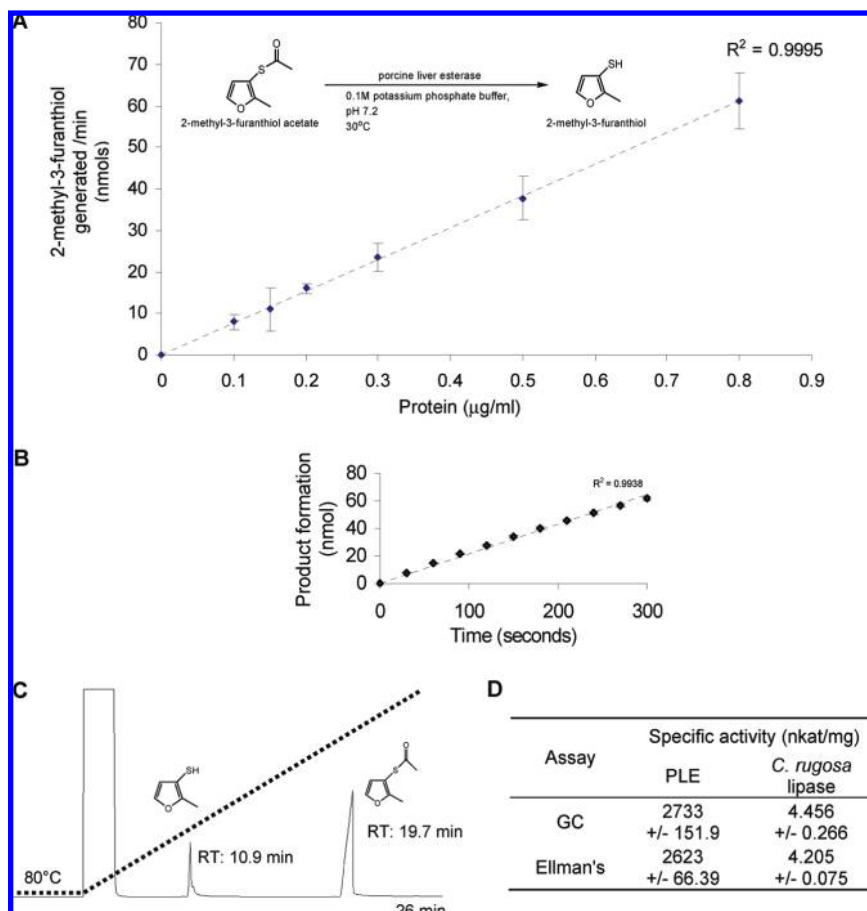 A
80
70
60
50
40
30
20
10
0
2-methyl-3-furanthiol
generated /min
(nmols)
R² = 0.9995
O
S
O
2-methyl-3-furanthiol acetate
porcine liver esterase
0.1M potassium phosphate buffer,
pH 7.2
30°C
SH
O
2-methyl-3-furanthiol
0 0.1 0.2 0.3 0.4 0.5 0.6 0.7 0.8 0.9
Protein (μg/ml)
B
80
60
40
20
0
Product formation
(nmol)
R² = 0.9938
0 100 200 300
Time (seconds)
C
80°C
SH
O
RT: 10.9 min
O
S
O
RT: 19.7 min
26 min
D
Assay Specific activity (nkat/mg)
PLE C. rugosa
lipase
GC 2733 4.456
+/- 151.9 +/- 0.266
Ellman's 2623 4.205
+/- 66.39 +/- 0.075